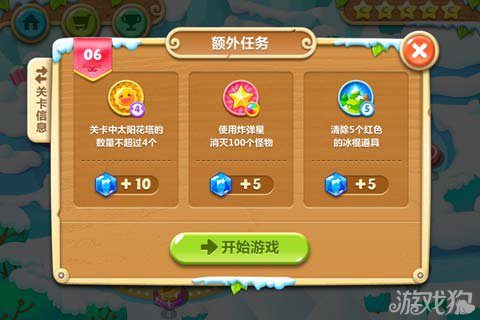 额外任务
06
关卡信息
4
5
关卡中太阳花塔的
数量不超过4个
使用炸弹星
消灭100个怪物
清除5个红色
的冰棍道具
+10
+5
+5
开始游戏
游戏狗